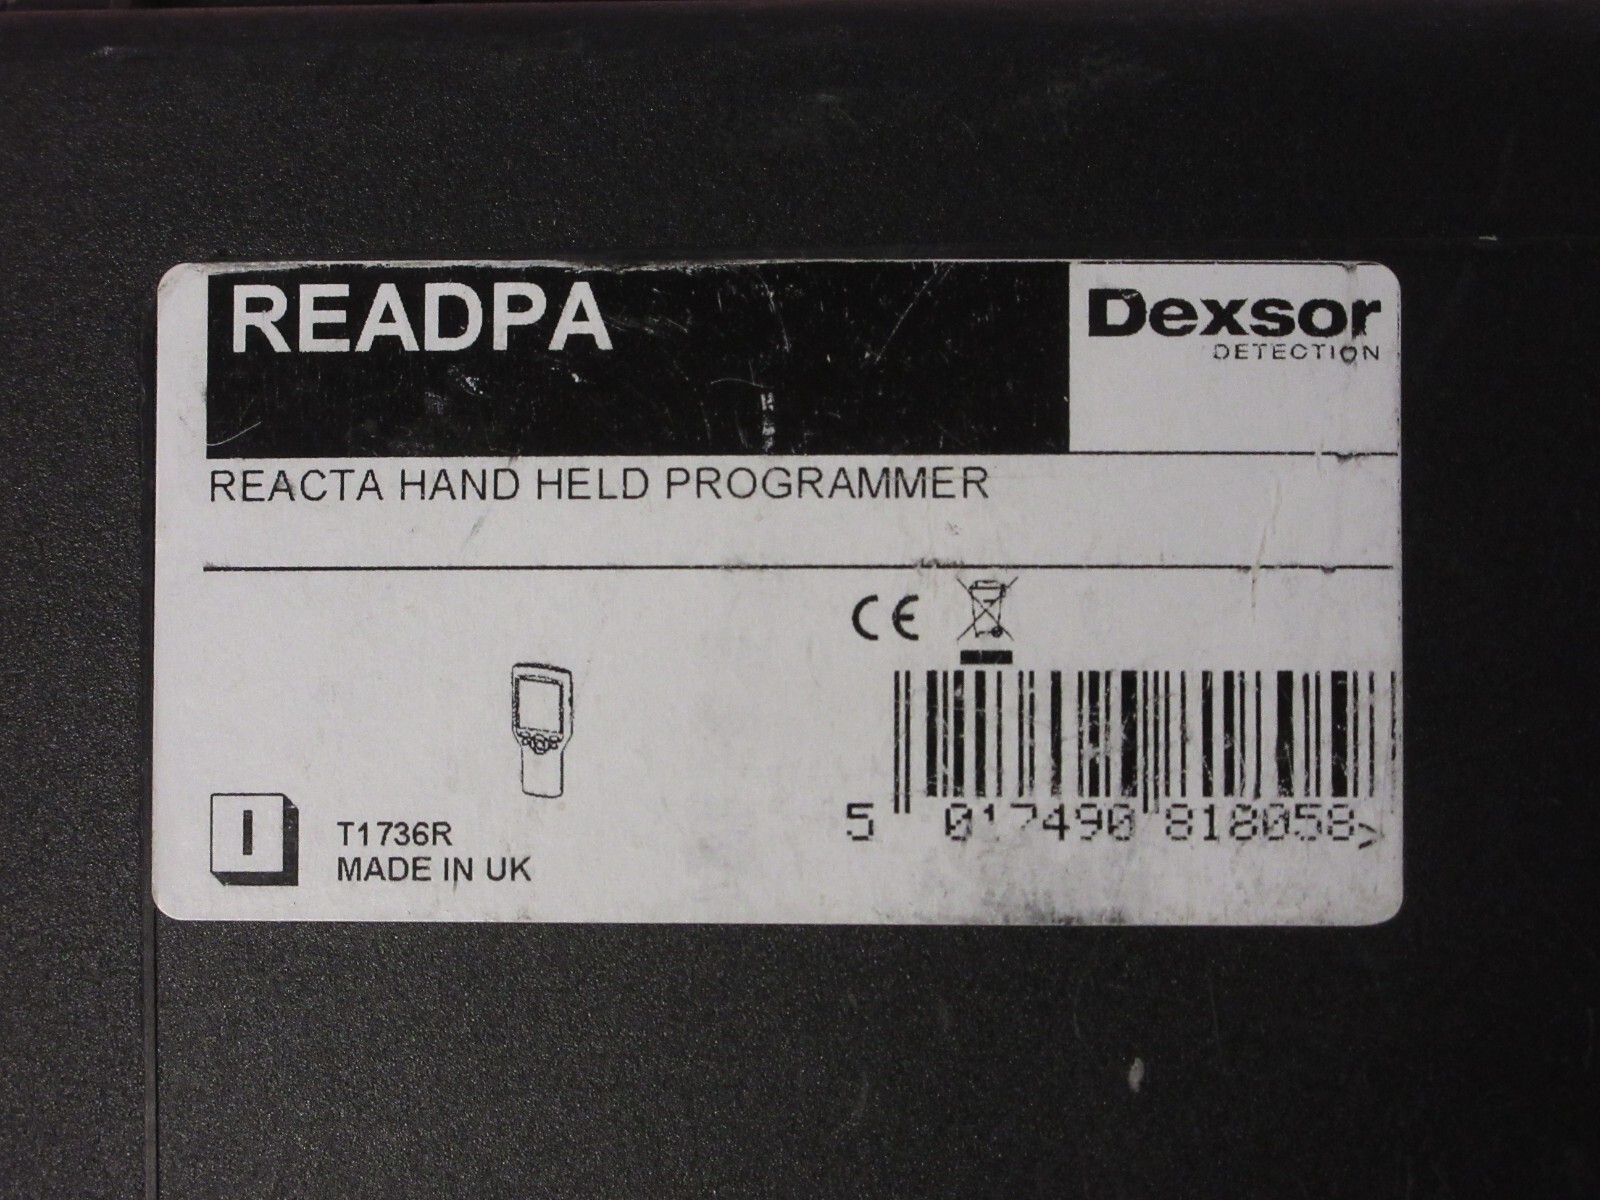 READPA
Dexsor
DETECTION
REACTA HAND HELD PROGRAMMER
CE
I
T1736R
MADE IN UK
5 017490 818058 >